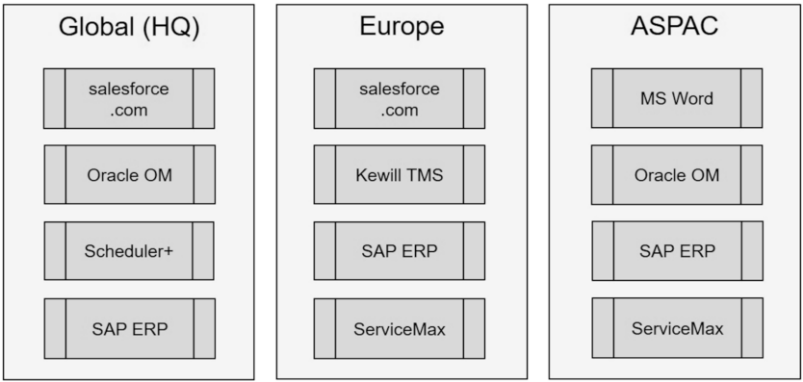 Global (HQ)
salesforce
.com
Oracle OM
Scheduler+
SAP ERP
Europe
salesforce
.com
Kewill TMS
SAP ERP
ServiceMax
ASPAC
MS Word
Oracle OM
SAP ERP
ServiceMax